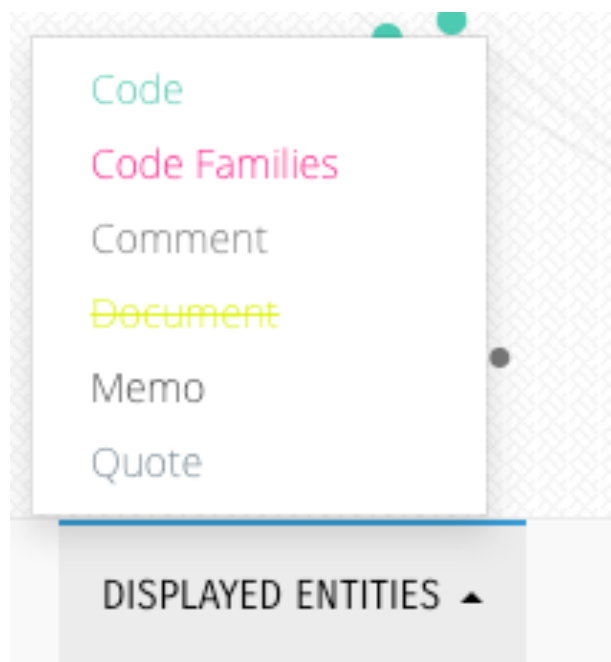 Code
Code Families
Comment
Document
Memo
Quote
DISPLAYED ENTITIES